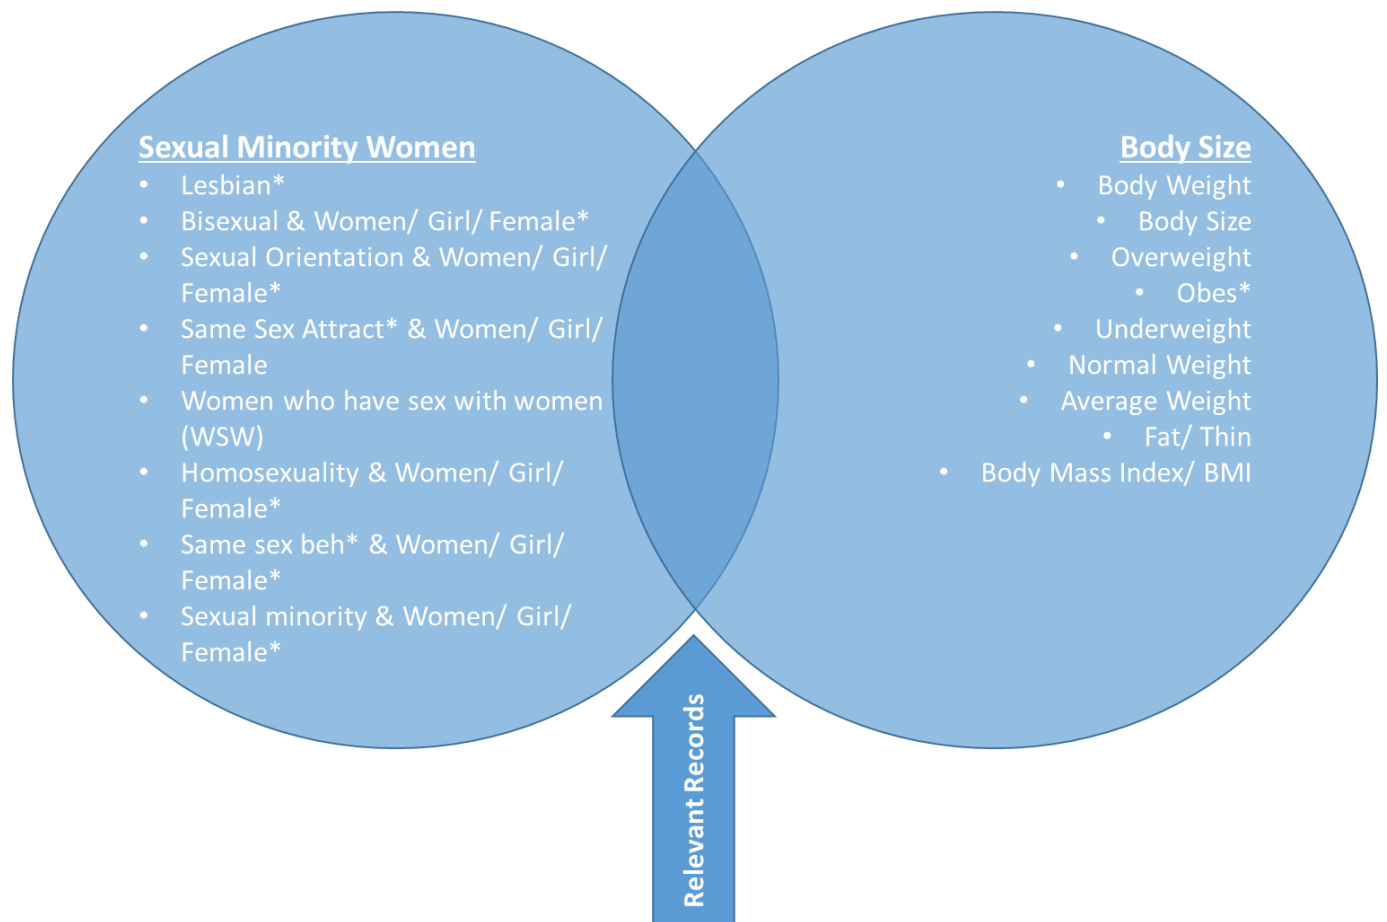 Sexual Minority Women
• Lesbian*
• Bisexual & Women/ Girl/ Female*
• Sexual Orientation & Women/ Girl/
Female*
• Same Sex Attract* & Women/ Girl/
Female
• Women who have sex with women
(WSW)
• Homosexuality & Women/ Girl/
Female*
• Same sex beh* & Women/ Girl/
Female*
• Sexual minority & Women/ Girl/
Female*
Body Size
• Body Weight
• Body Size
• Overweight
• Obes*
• Underweight
• Normal Weight
• Average Weight
• Fat/ Thin
• Body Mass Index/ BMI
Relevant Records